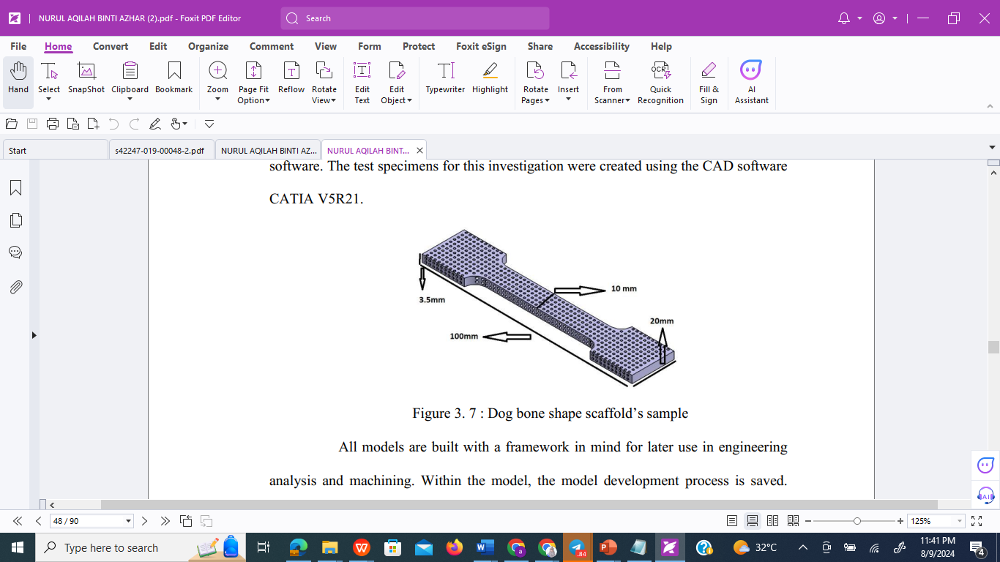 NURUL AQILAH BINTI AZHAR (2).pdf - Foxit PDF Editor
Search
File Home Convert Edit Organize Comment View Form Protect Foxit eSign Share Accessibility Help
Hand
Select
SnapShot
Clipboard
Bookmark
Zoom
Page Fit
Option
Reflow
Rotate
View
Edit
Text
Edit
Object
Typewriter
Highlight
Rotate
Pages
Insert
From
Scanner
OCR
Quick
Recognition
Fill &
Sign
AI
Assistant
Start
s42247-019-00048-2.pdf
NURUL AQILAH BINTI AZ...
NURUL AQILAH BINT...
software. The test specimens for this investigation were created using the CAD software
CATIA V5R21.
10 mm
3.5mm
20mm
100mm
Figure 3. 7 : Dog bone shape scaffold’s sample
All models are built with a framework in mind for later use in engineering
analysis and machining. Within the model, the model development process is saved.
AI
48 / 90
125%
Type here to search
.84
32°C
11:41 PM
8/9/2024
4